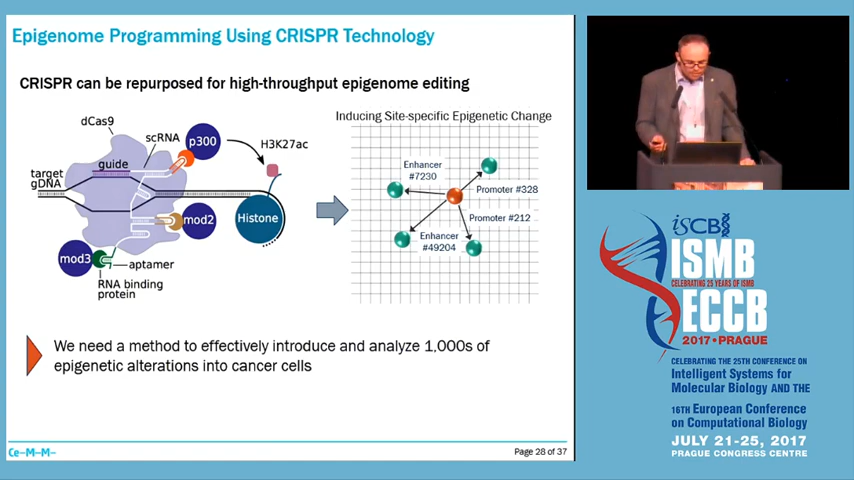 Epigenome Programming Using CRISPR Technology
CRISPR can be repurposed for high-throughput epigenome editing
dCas9
scRNA
p300
H3K27ac
guide
target
gDNA
Histone
mod2
mod3
aptamer
RNA binding
protein
Inducing Site-specific Epigenetic Change
Enhancer
#7230
Promoter #328
Promoter #212
Enhancer
#49204
We need a method to effectively introduce and analyze 1,000s of
epigenetic alterations into cancer cells
Ce-M-M-
Page 28 of 37
iSCB
ISMB
CELEBRATING 25 YEARS OF ISMB
ECCB
2017 • PRAGUE
CELEBRATING THE 25TH CONFERENCE ON
Intelligent Systems for
Molecular Biology AND THE
16TH European Conference
on Computational Biology
JULY 21-25, 2017
PRAGUE CONGRESS CENTRE